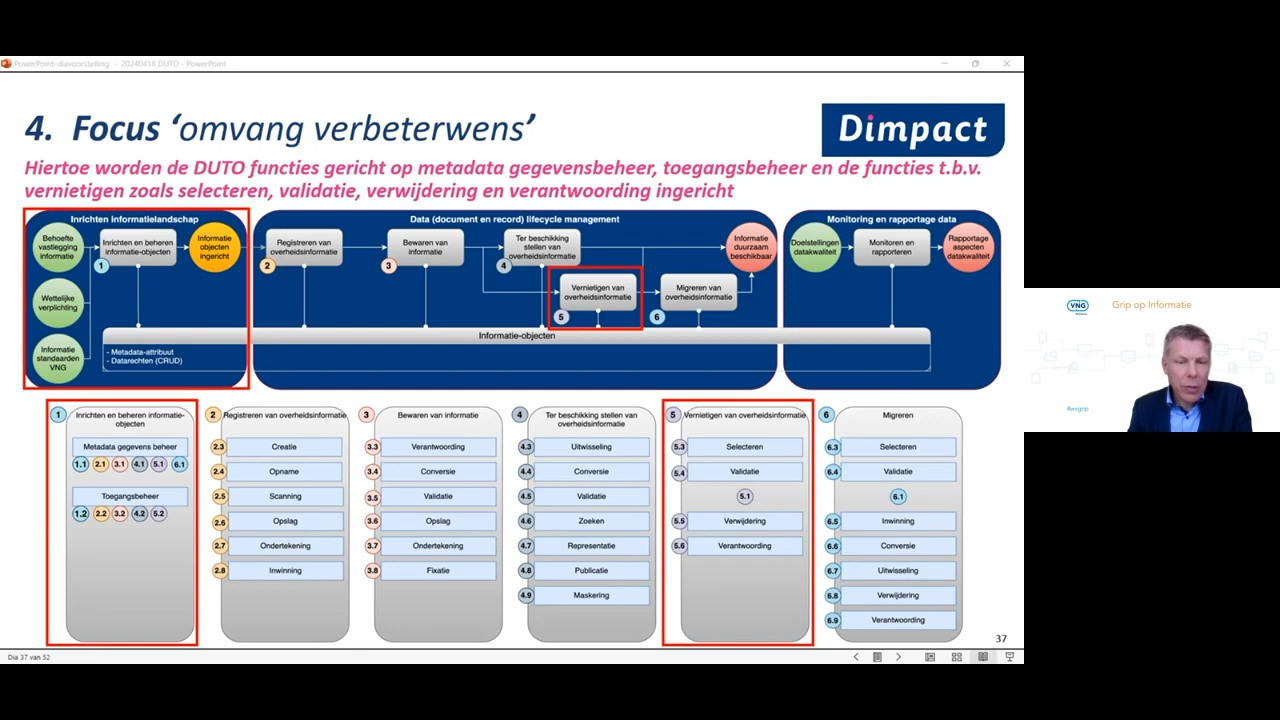 PowerPoint-diavoorstelling - 20240418 DUTO - PowerPoint
4. Focus ‘omvang verbeterwens’
Dimpact
Hiertoe worden de DUTO functies gericht op metadata gegevensbeheer, toegangsbeheer en de functies t.b.v.
vernietigen zoals selecteren, validatie, verwijdering en verantwoording ingericht
Inrichten informatielandschap
Behoefte
vastlegging
informatie
Inrichten en beheren
informatie-objecten
1
Informatie
objecten
ingericht
Wettelijke
verplichting
Informatie
standaarden
VNG
Data (document en record) lifecycle management
Registreren van
overheidsinformatie
2
Bewaren van
informatie
3
Ter beschikking
stellen van
overheidsinformatie
4
Vernietigen van
overheidsinformatie
5
Migreren van
overheidsinformatie
6
Informatie
duurzaam
beschikbaar
Monitoring en rapportage data
Doelstellingen
datakwaliteit
Monitoren en
rapporteren
Rapportage
aspecten
datakwaliteit
Informatie-objecten
- Metadata-attribuut
- Datarechten (CRUD)
1 Inrichten en beheren informatie-
objecten
Metadata gegevens beheer
1.1 2.1 3.1 4.1 5.1 6.1
Toegangsbeheer
1.2 2.2 3.2 4.2 5.2
2 Registreren van overheidsinformatie
2.3 Creatie
2.4 Opname
2.5 Scanning
2.6 Opslag
2.7 Ondertekening
2.8 Inwinning
3 Bewaren van informatie
3.3 Verantwoording
3.4 Conversie
3.5 Validatie
3.6 Opslag
3.7 Ondertekening
3.8 Fixatie
4 Ter beschikking stellen van
overheidsinformatie
4.3 Uitwisseling
4.4 Conversie
4.5 Validatie
4.6 Zoeken
4.7 Representatie
4.8 Publicatie
4.9 Maskering
5 Vernietigen van overheidsinformatie
5.3 Selecteren
5.4 Validatie
5.1
5.5 Verwijdering
5.6 Verantwoording
6 Migreren
6.3 Selecteren
6.4 Validatie
6.1
6.5 Inwinning
6.6 Conversie
6.7 Uitwisseling
6.8 Verwijdering
6.9 Verantwoording
37
Dia 37 van 52
VNG
Grip op Informatie